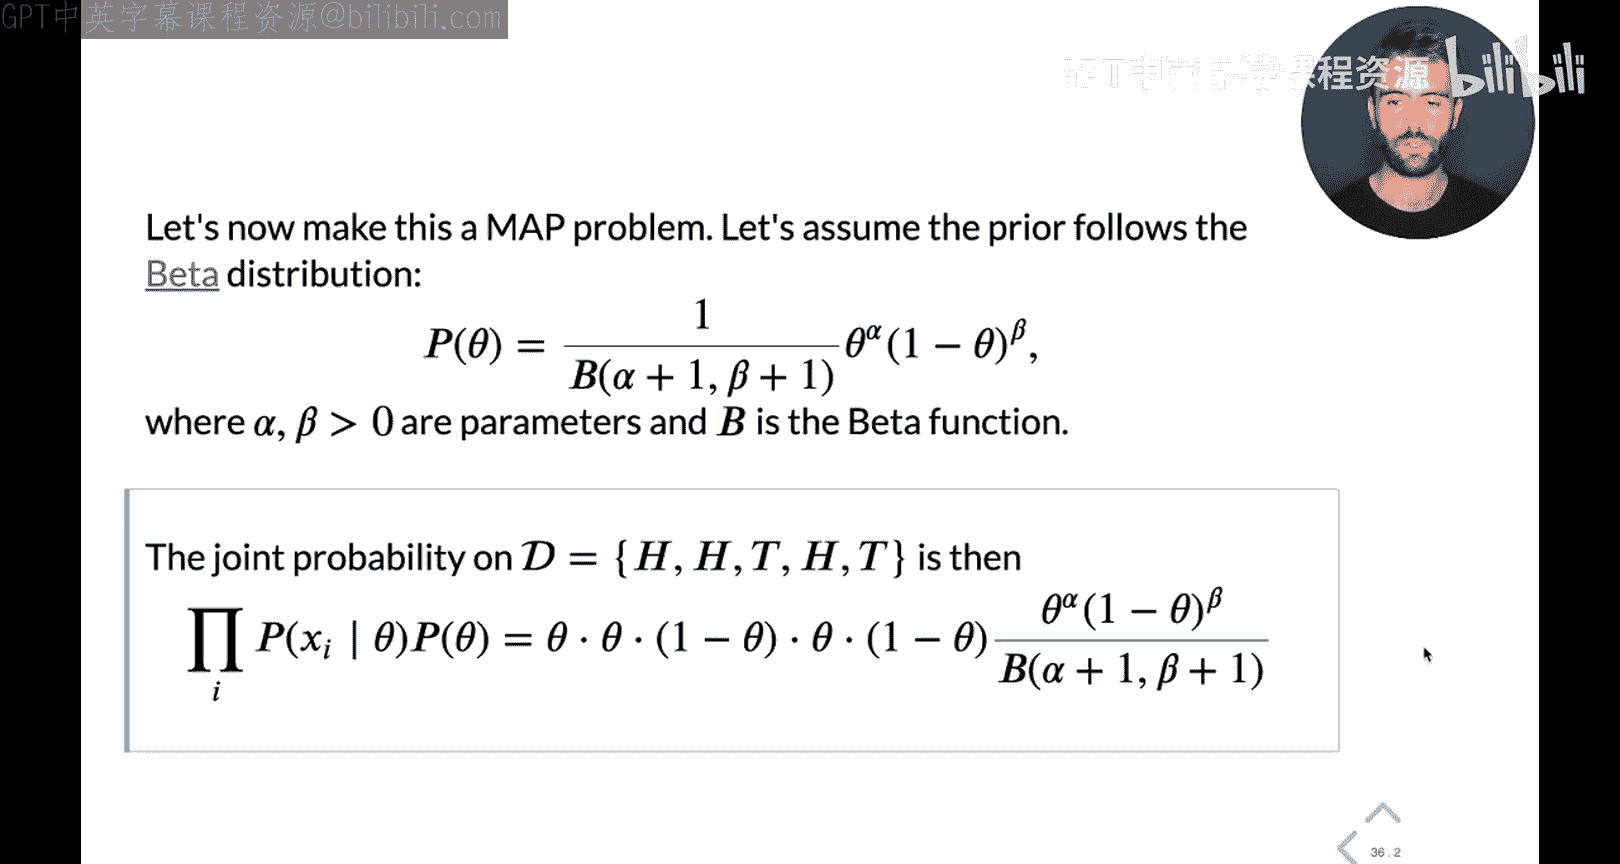 GPT中英字幕课程资源@bilibili.com
程资源 bilibili
Let's now make this a MAP problem. Let's assume the prior follows the
Beta distribution:
P(θ) = \frac{1}{B(α + 1, β + 1)} θ^α (1 − θ)^β,
where α, β > 0 are parameters and B is the Beta function.
The joint probability on 𝒟 = {H, H, T, H, T} is then
∏_i P(x_i | θ)P(θ) = θ · θ · (1 − θ) · θ · (1 − θ) \frac{θ^α (1 − θ)^β}{B(α + 1, β + 1)}
36.2